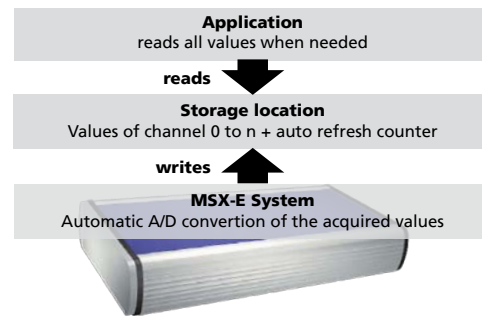 Application
reads all values when needed
reads
Storage location
Values of channel 0 to n + auto refresh counter
writes
MSX-E System
Automatic A/D convertion of the acquired values